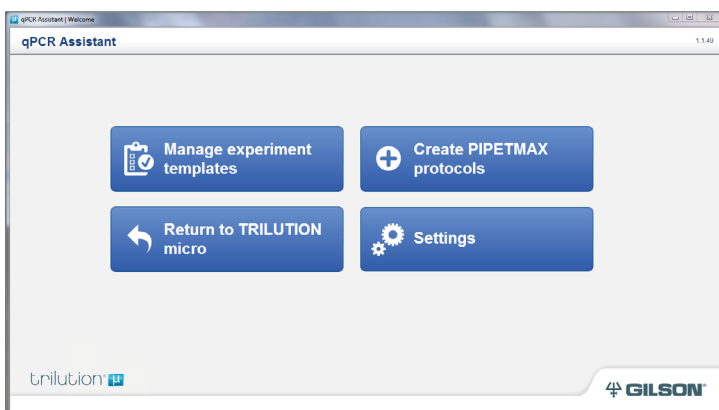 qPCR Assistant | Welcome
qPCR Assistant
1.1.49
Manage experiment
templates
Create PIPETMAX
protocols
Return to TRILUTION
micro
Settings
trilution® µ
GILSON®